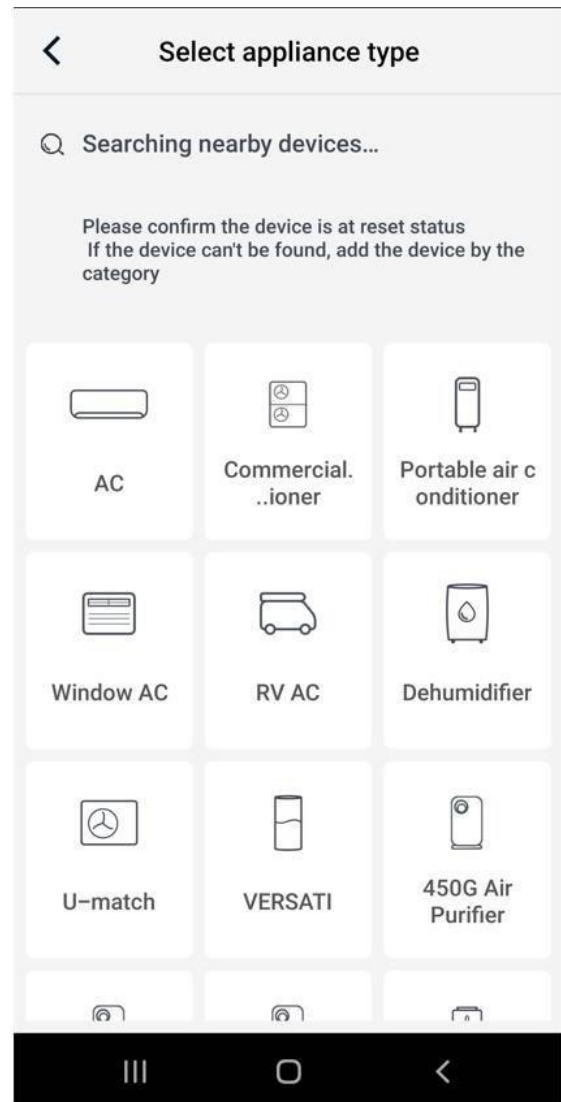 Select appliance type
Searching nearby devices...
Please confirm the device is at reset status
If the device can't be found, add the device by the
category
AC
Commercial.
..ioner
Portable air c
onditioner
Window AC
RV AC
Dehumidifier
U-match
VERSATI
450G Air
Purifier